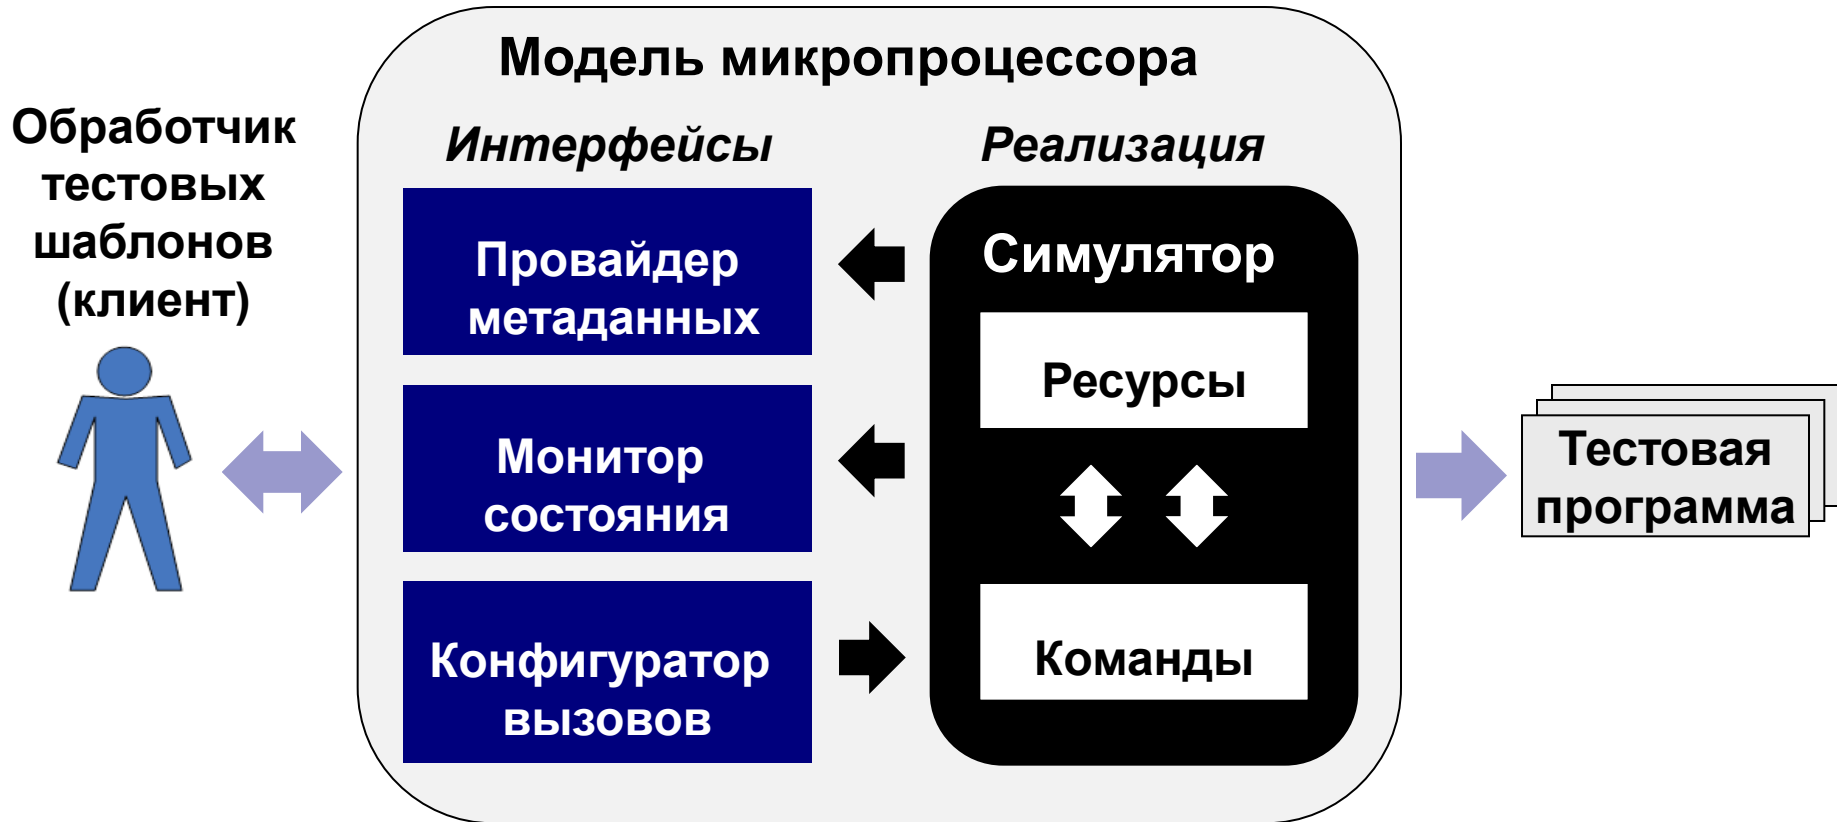 Модель микропроцессора
Обработчик
тестовых
шаблонов
(клиент)
Интерфейсы
Реализация
Провайдер
метаданных
Монитор
состояния
Конфигуратор
вызовов
Симулятор
Ресурсы
Команды
Тестовая
программа